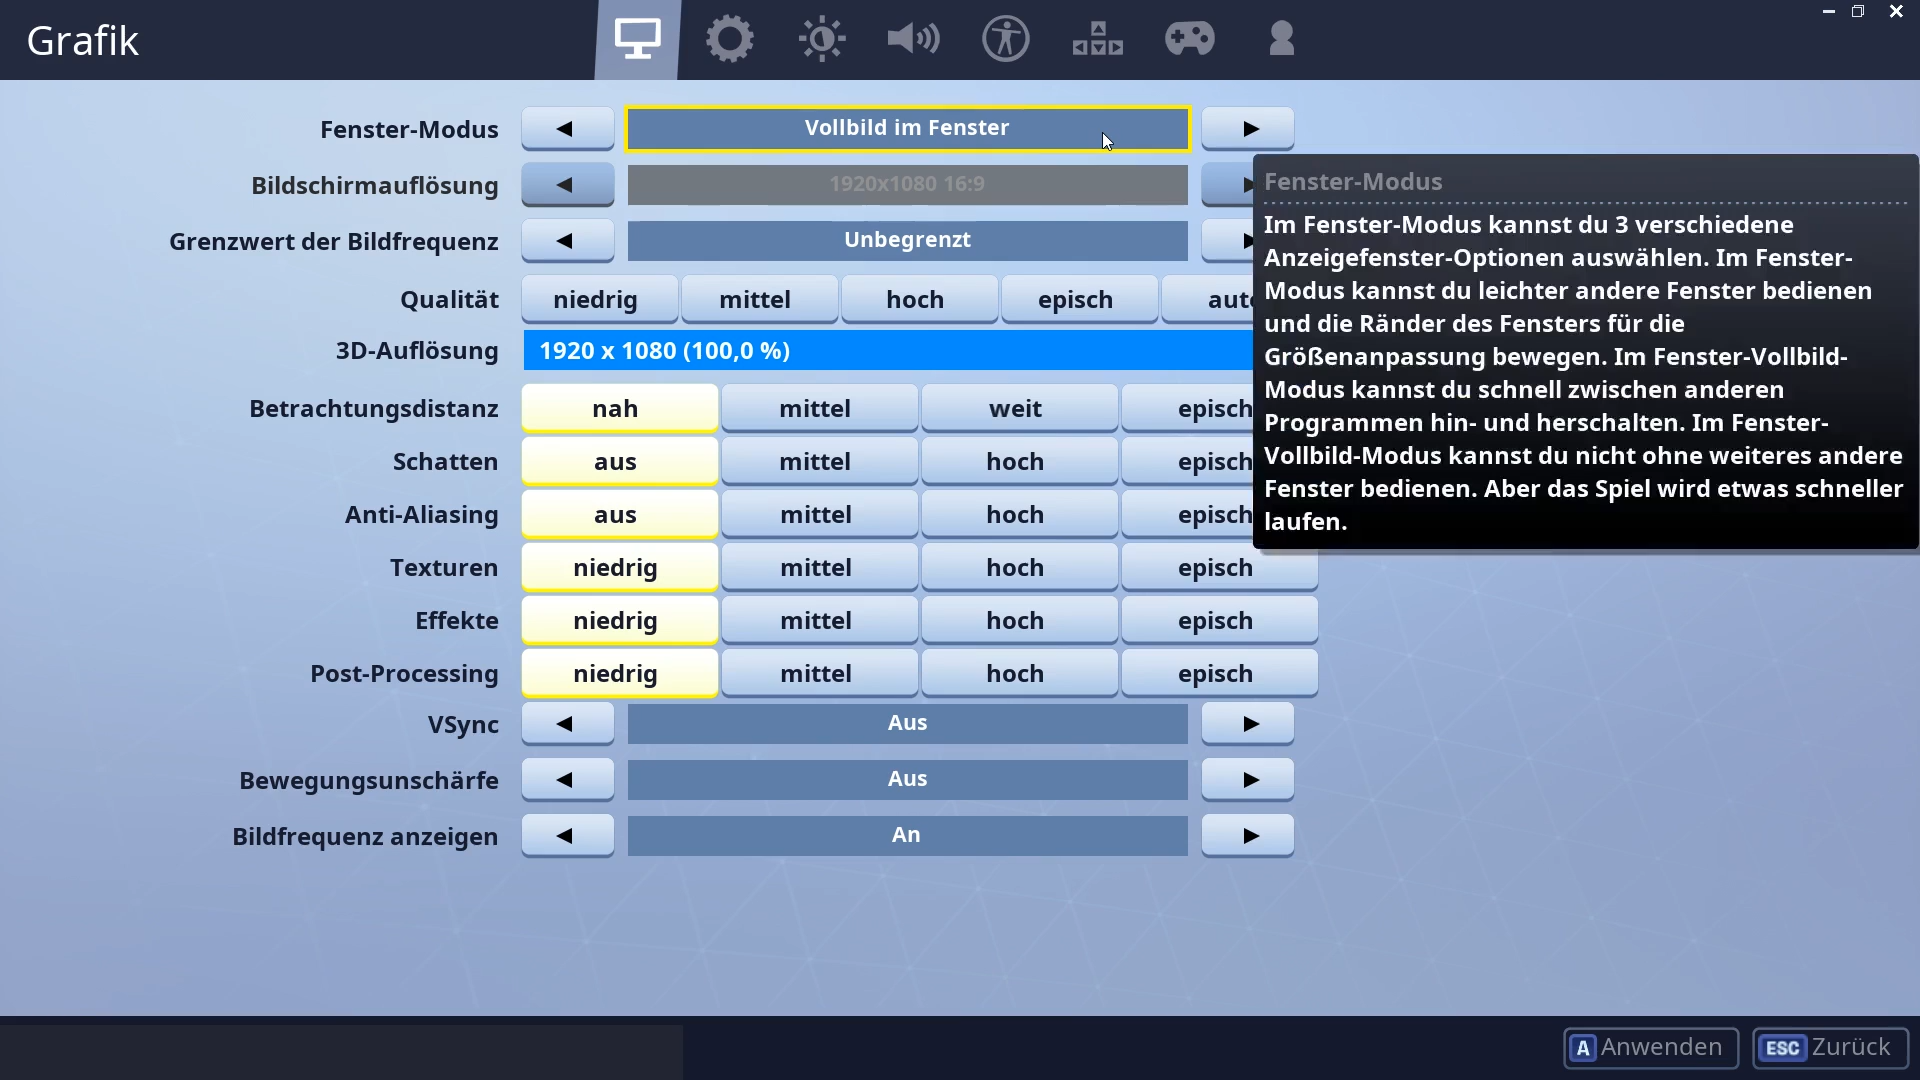 Grafik
Fenster-Modus
Vollbild im Fenster
Bildschirmauflösung
1920x1080 16:9
Grenzwert der Bildfrequenz
Unbegrenzt
Qualität
niedrig
mittel
hoch
episch
auto
3D-Auflösung
1920 x 1080 (100,0 %)
Betrachtungsdistanz
nah
mittel
weit
episch
Schatten
aus
mittel
hoch
episch
Anti-Aliasing
aus
mittel
hoch
episch
Texturen
niedrig
mittel
hoch
episch
Effekte
niedrig
mittel
hoch
episch
Post-Processing
niedrig
mittel
hoch
episch
VSync
Aus
Bewegungsunschärfe
Aus
Bildfrequenz anzeigen
An
Fenster-Modus
Im Fenster-Modus kannst du 3 verschiedene
Anzeigefenster-Optionen auswählen. Im Fenster-
Modus kannst du leichter andere Fenster bedienen
und die Ränder des Fensters für die
Größenanpassung bewegen. Im Fenster-Vollbild-
Modus kannst du schnell zwischen anderen
Programmen hin- und herschalten. Im Fenster-
Vollbild-Modus kannst du nicht ohne weiteres andere
Fenster bedienen. Aber das Spiel wird etwas schneller
laufen.
A Anwenden
ESC Zurück